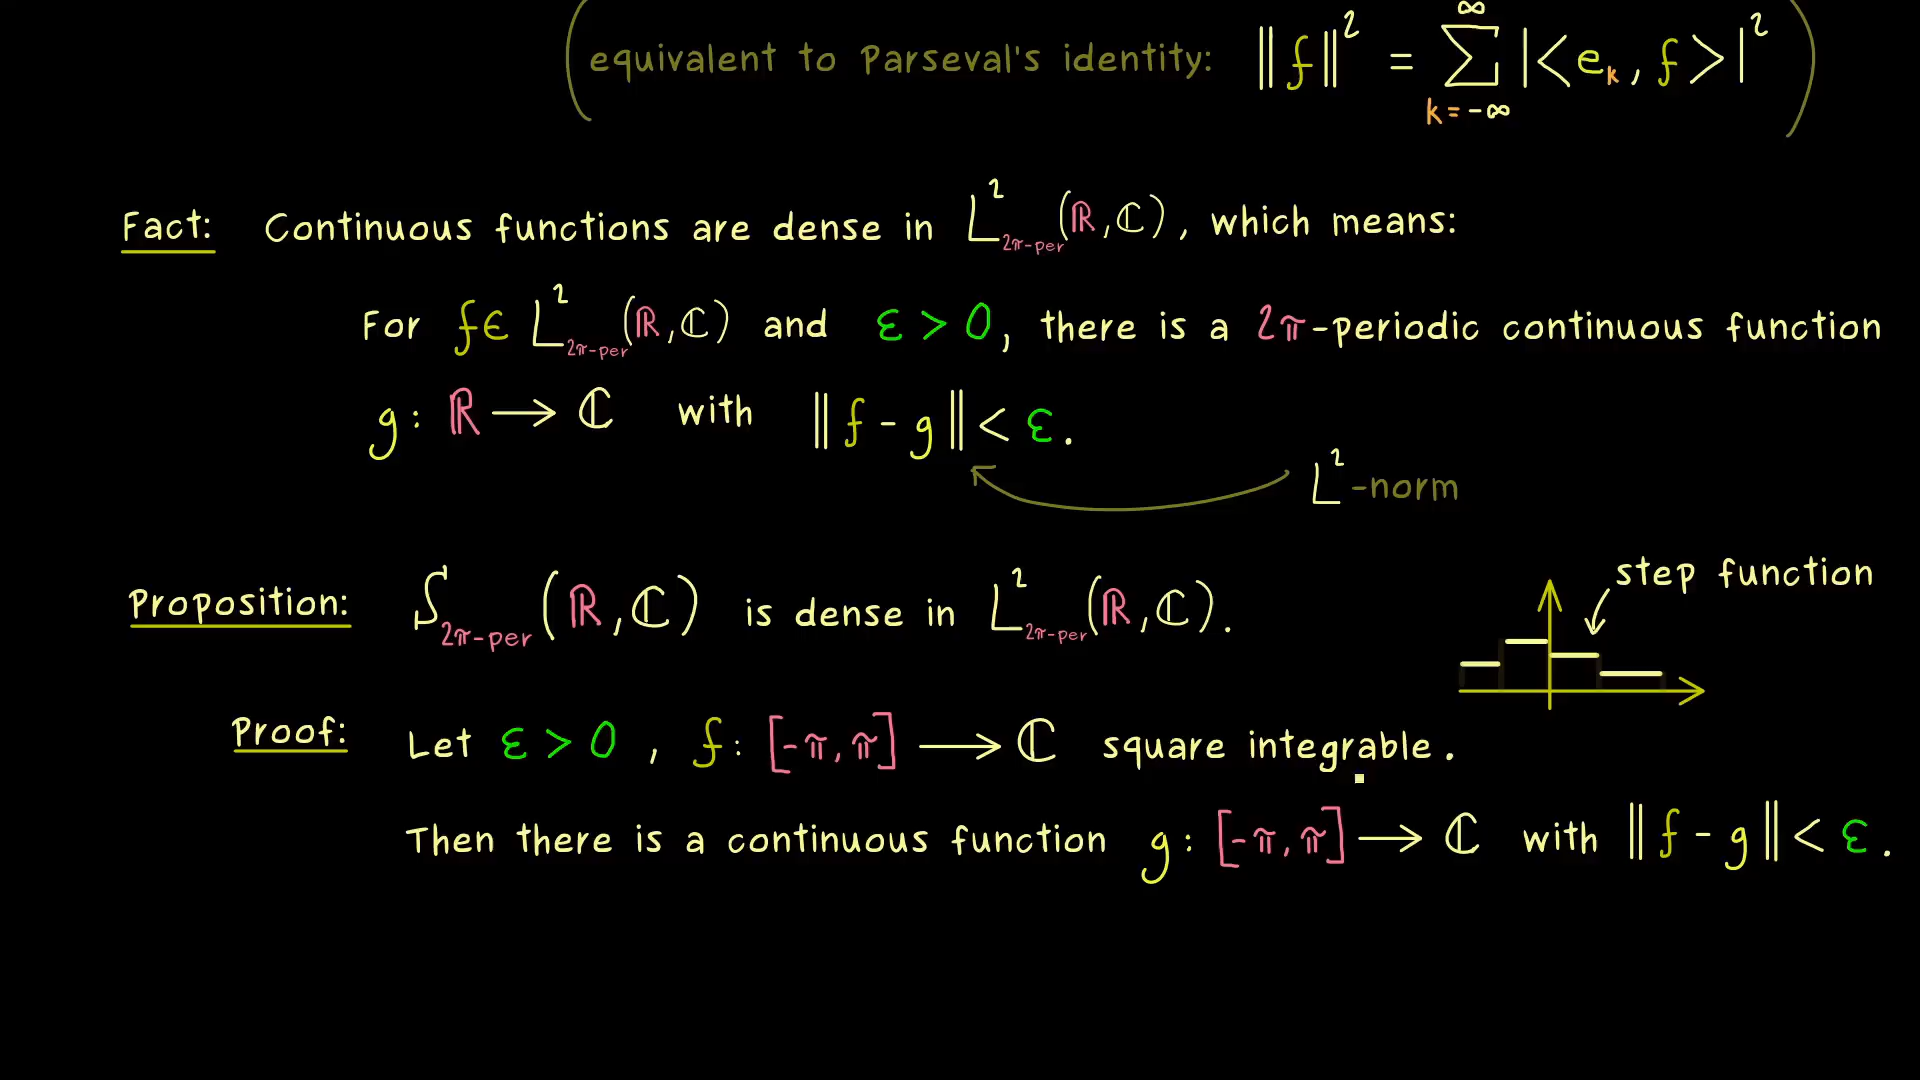 (equivalent to Parseval's identity: ‖f‖² = ∑_{k=-∞}^{∞} |<e_k, f>|²)
Fact: Continuous functions are dense in L²_{2π-per}(ℝ,ℂ), which means:
For f ∈ L²_{2π-per}(ℝ,ℂ) and ε > 0, there is a 2π-periodic continuous function
g: ℝ → ℂ with ‖f - g‖ < ε.
L²-norm
step function
Proposition: S_{2π-per}(ℝ,ℂ) is dense in L²_{2π-per}(ℝ,ℂ).
Proof: Let ε > 0, f: [-π, π] → ℂ square integrable.
Then there is a continuous function g: [-π, π] → ℂ with ‖f - g‖ < ε.